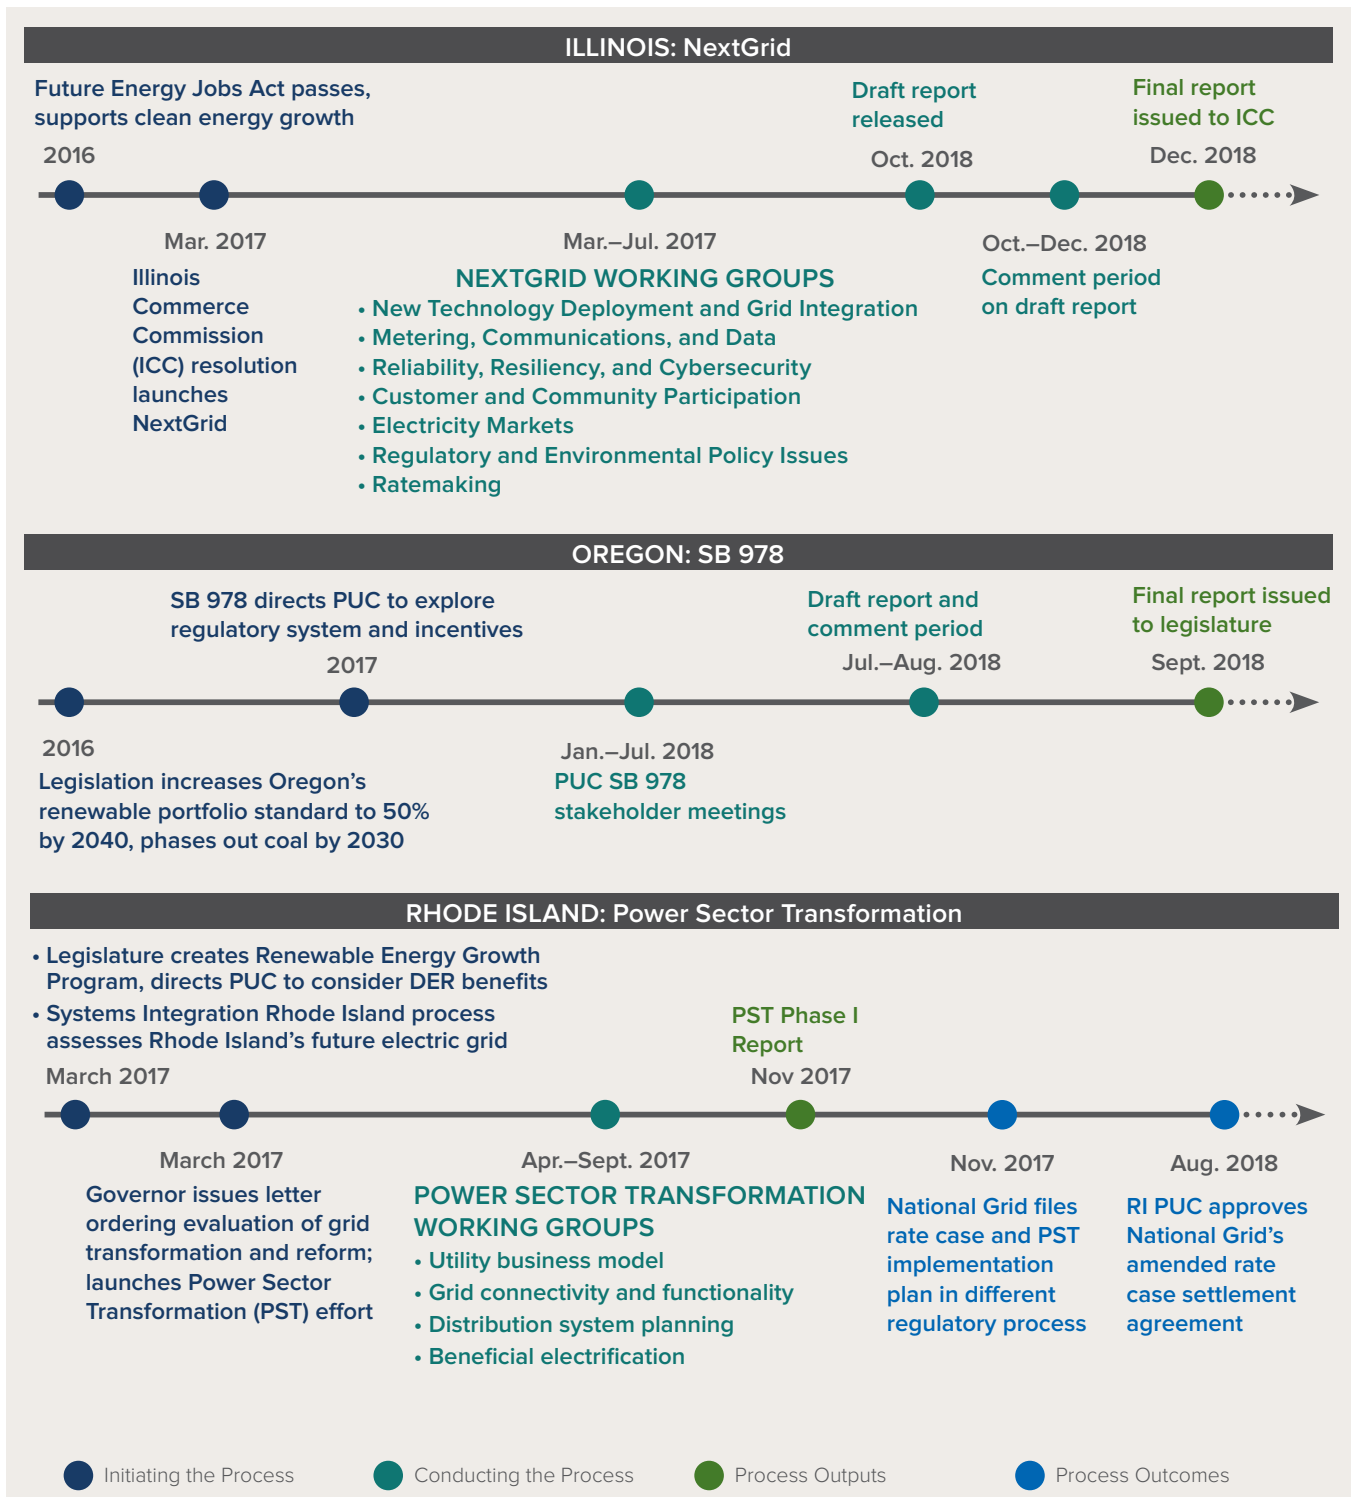 ILLINOIS: NextGrid
Future Energy Jobs Act passes,
supports clean energy growth
2016
Draft report
released
Oct. 2018
Final report
issued to ICC
Dec. 2018
Mar. 2017
Illinois
Commerce
Commission
(ICC) resolution
launches
NextGrid
Mar.–Jul. 2017
NEXTGRID WORKING GROUPS
• New Technology Deployment and Grid Integration
• Metering, Communications, and Data
• Reliability, Resiliency, and Cybersecurity
• Customer and Community Participation
• Electricity Markets
• Regulatory and Environmental Policy Issues
• Ratemaking
Oct.–Dec. 2018
Comment period
on draft report
OREGON: SB 978
SB 978 directs PUC to explore
regulatory system and incentives
2017
Draft report and
comment period
Jul.–Aug. 2018
Final report issued
to legislature
Sept. 2018
2016
Legislation increases Oregon’s
renewable portfolio standard to 50%
by 2040, phases out coal by 2030
Jan.–Jul. 2018
PUC SB 978
stakeholder meetings
RHODE ISLAND: Power Sector Transformation
• Legislature creates Renewable Energy Growth
Program, directs PUC to consider DER benefits
• Systems Integration Rhode Island process
assesses Rhode Island’s future electric grid
March 2017
PST Phase I
Report
Nov 2017
March 2017
Governor issues letter
ordering evaluation of grid
transformation and reform;
launches Power Sector
Transformation (PST) effort
Apr.–Sept. 2017
POWER SECTOR TRANSFORMATION
WORKING GROUPS
• Utility business model
• Grid connectivity and functionality
• Distribution system planning
• Beneficial electrification
Nov. 2017
National Grid files
rate case and PST
implementation
plan in different
regulatory process
Aug. 2018
RI PUC approves
National Grid’s
amended rate
case settlement
agreement
Initiating the Process
Conducting the Process
Process Outputs
Process Outcomes